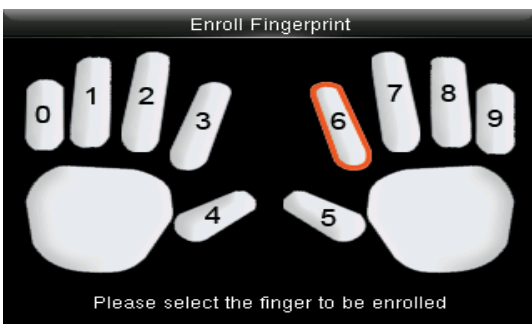 Enroll Fingerprint
0 1 2 3 6 7 8 9
4 5
Please select the finger to be enrolled